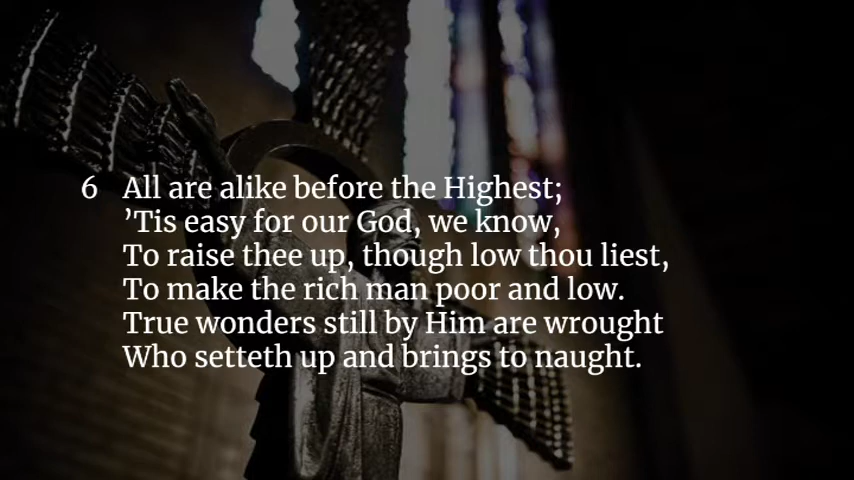 6 All are alike before the Highest;
’Tis easy for our God, we know,
To raise thee up, though low thou liest,
To make the rich man poor and low.
True wonders still by Him are wrought
Who setteth up and brings to naught.